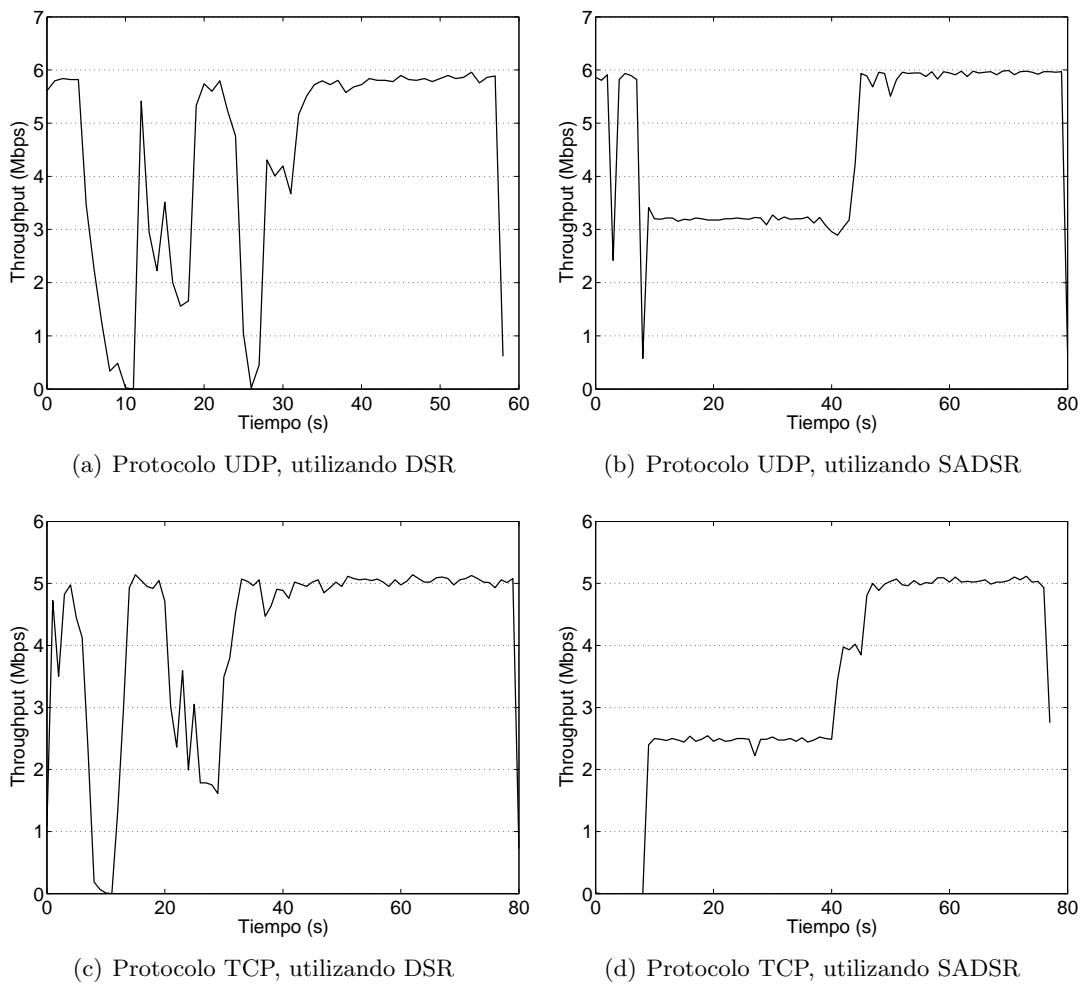 7
6
5
4
3
2
1
0
Throughput (Mbps)
0 10 20 30 40 50 60
Tiempo (s)
(a) Protocolo UDP, utilizando DSR
7
6
5
4
3
2
1
0
Throughput (Mbps)
0 20 40 60 80
Tiempo (s)
(b) Protocolo UDP, utilizando SADSR
6
5
4
3
2
1
0
Throughput (Mbps)
0 20 40 60 80
Tiempo (s)
(c) Protocolo TCP, utilizando DSR
6
5
4
3
2
1
0
Throughput (Mbps)
0 20 40 60 80
Tiempo (s)
(d) Protocolo TCP, utilizando SADSR